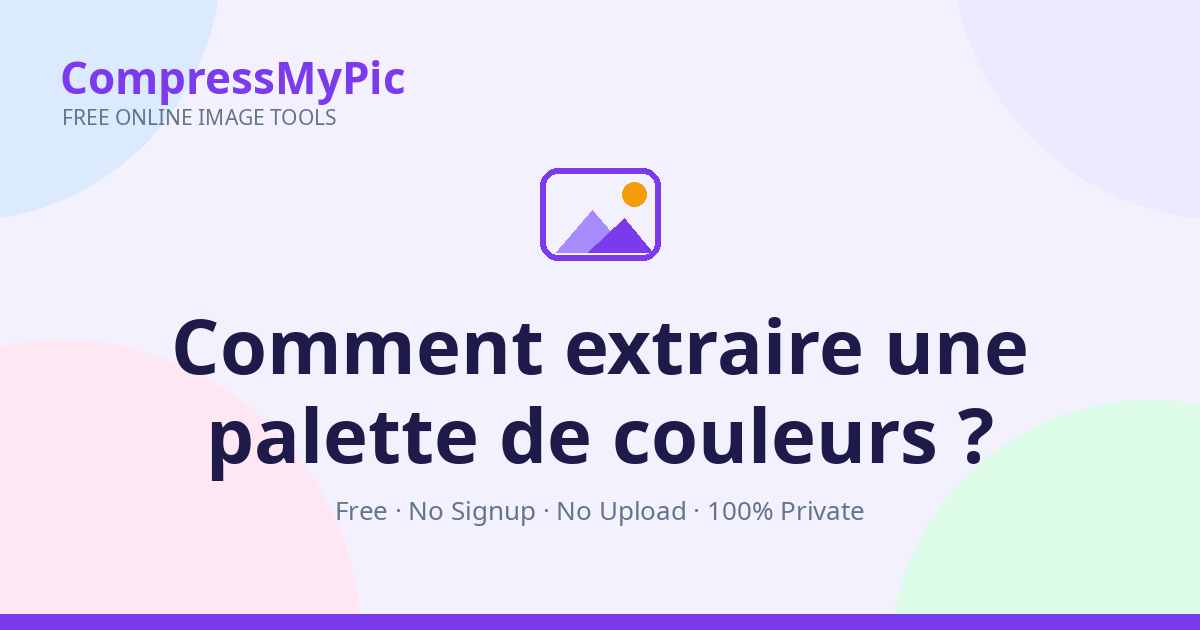 CompressMyPic
FREE ONLINE IMAGE TOOLS
Comment extraire une
palette de couleurs ?
Free · No Signup · No Upload · 100% Private